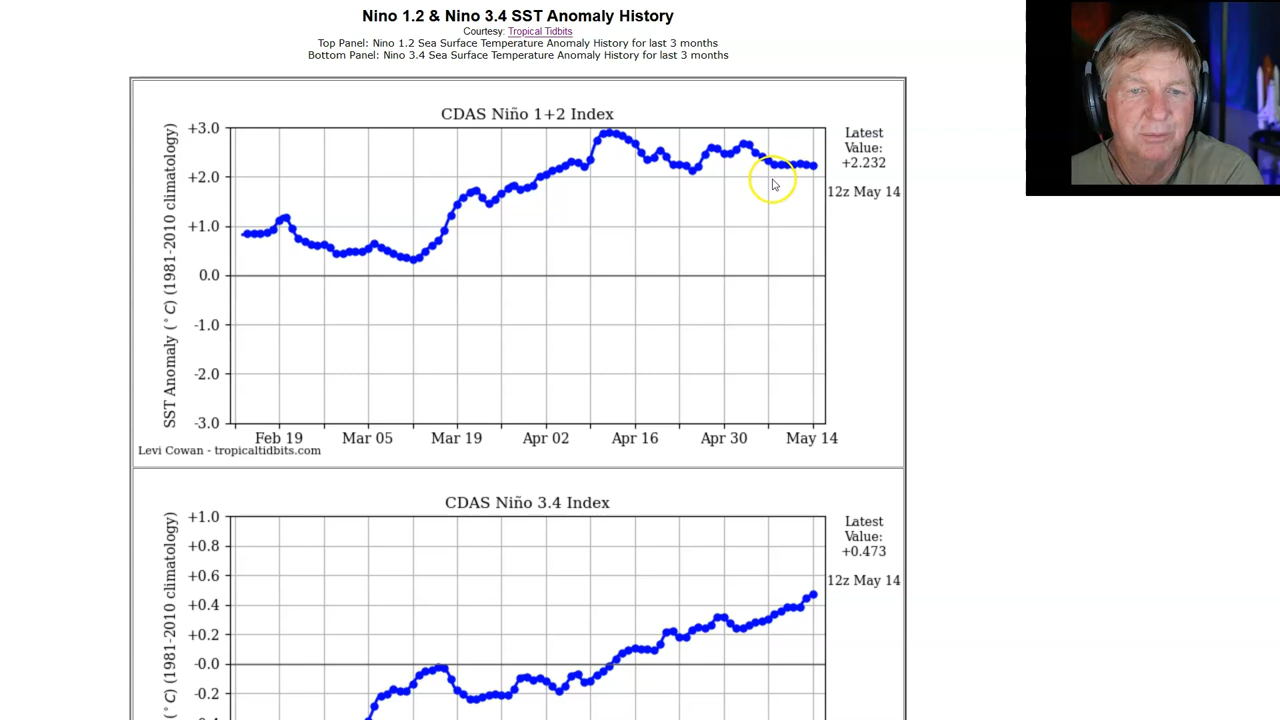 Nino 1.2 & Nino 3.4 SST Anomaly History
Courtesy: Tropical Tidbits
Top Panel: Nino 1.2 Sea Surface Temperature Anomaly History for last 3 months
Bottom Panel: Nino 3.4 Sea Surface Temperature Anomaly History for last 3 months
CDAS Niño 1+2 Index
SST Anomaly (°C) (1981-2010 climatology)
+3.0
+2.0
+1.0
0.0
-1.0
-2.0
-3.0
Latest
Value:
+2.232
12z May 14
Feb 19 Mar 05 Mar 19 Apr 02 Apr 16 Apr 30 May 14
Levi Cowan - tropicaltidbits.com
CDAS Niño 3.4 Index
(°C) (1981-2010 climatology)
+1.0
+0.8
+0.6
+0.4
+0.2
-0.0
-0.2
Latest
Value:
+0.473
12z May 14